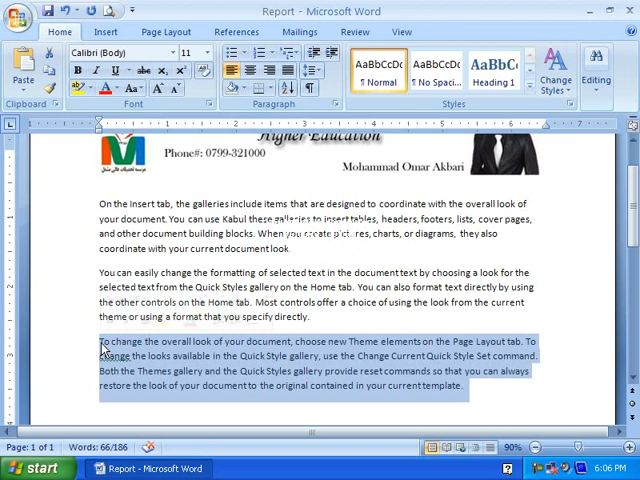 Report - Microsoft Word
Home Insert Page Layout References Mailings Review View
Paste
Calibri (Body) 11
AaBbCcDc AaBbCcDc AaBbCc
¶ Normal ¶ No Spaci... Heading 1
Change Styles
Editing
Clipboard Font Paragraph Styles
Higher Education
Phone#: 0799-321000
Mohammad Omar Akbari
On the Insert tab, the galleries include items that are designed to coordinate with the overall look of
your document. You can use Kabul these galleries to insert tables, headers, footers, lists, cover pages,
and other document building blocks. When you create pictures, charts, or diagrams, they also
coordinate with your current document look.
You can easily change the formatting of selected text in the document text by choosing a look for the
selected text from the Quick Styles gallery on the Home tab. You can also format text directly by using
the other controls on the Home tab. Most controls offer a choice of using the look from the current
theme or using a format that you specify directly.
To change the overall look of your document, choose new Theme elements on the Page Layout tab. To
change the looks available in the Quick Style gallery, use the Change Current Quick Style Set command.
Both the Themes gallery and the Quick Styles gallery provide reset commands so that you can always
restore the look of your document to the original contained in your current template.
Page: 1 of 1 Words: 66/186 90%
start Report - Microsoft Word 6:06 PM